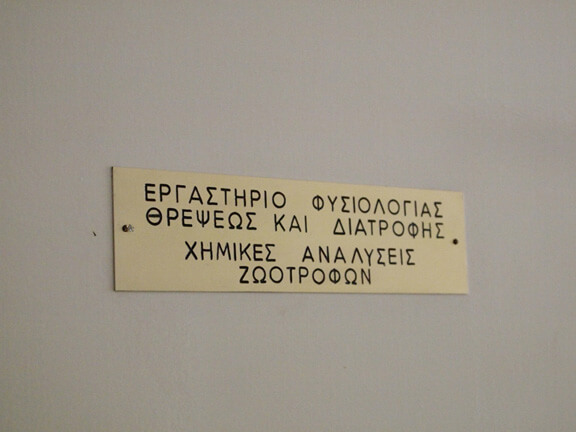 ΕΡΓΑΣΤΗΡΙΟ ΦΥΣΙΟΛΟΓΙΑΣ
ΘΡΕΨΕΩΣ ΚΑΙ ΔΙΑΤΡΟΦΗΣ
ΧΗΜΙΚΕΣ ΑΝΑΛΥΣΕΙΣ
ΖΩΟΤΡΟΦΩΝ